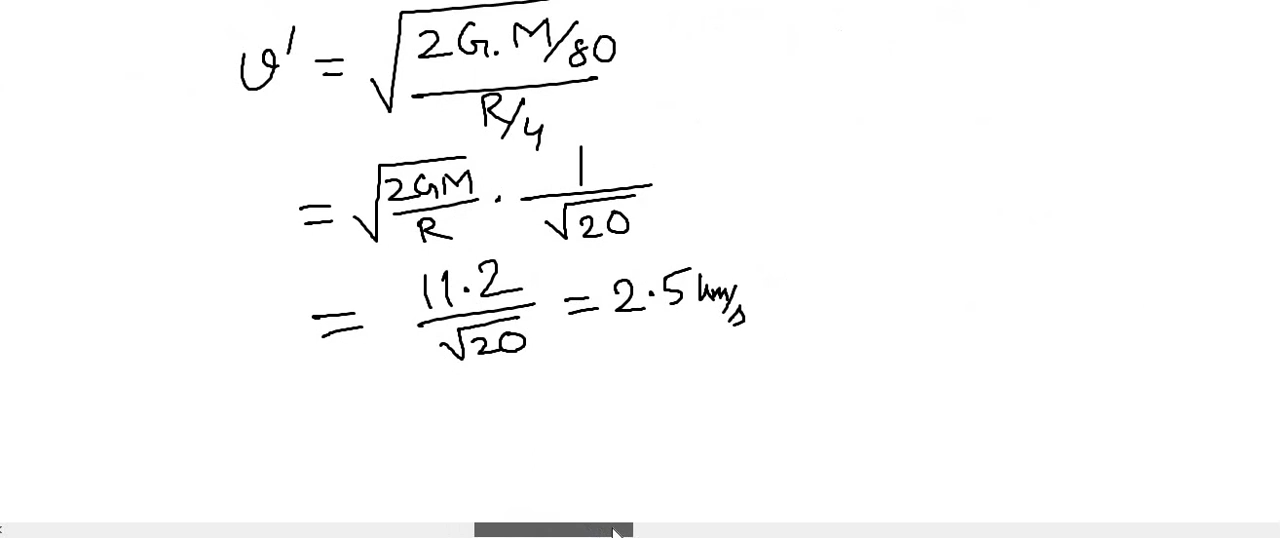 v' = √(2G.M/80 / R/4)
= √(2GM/R) · 1/√20
= 11.2/√20 = 2.5 km/s